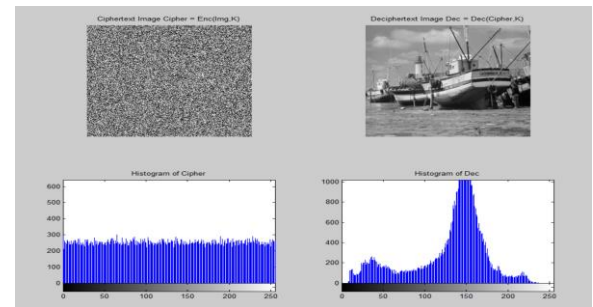 Ciphertext Image Cipher = Enc(Img,K)
Deciphertext Image Dec = Dec(Cipher,K)
Histogram of Cipher
600
500
400
300
200
100
0
0 50 100 150 200 250
Histogram of Dec
1000
800
600
400
200
0
0 50 100 150 200 250